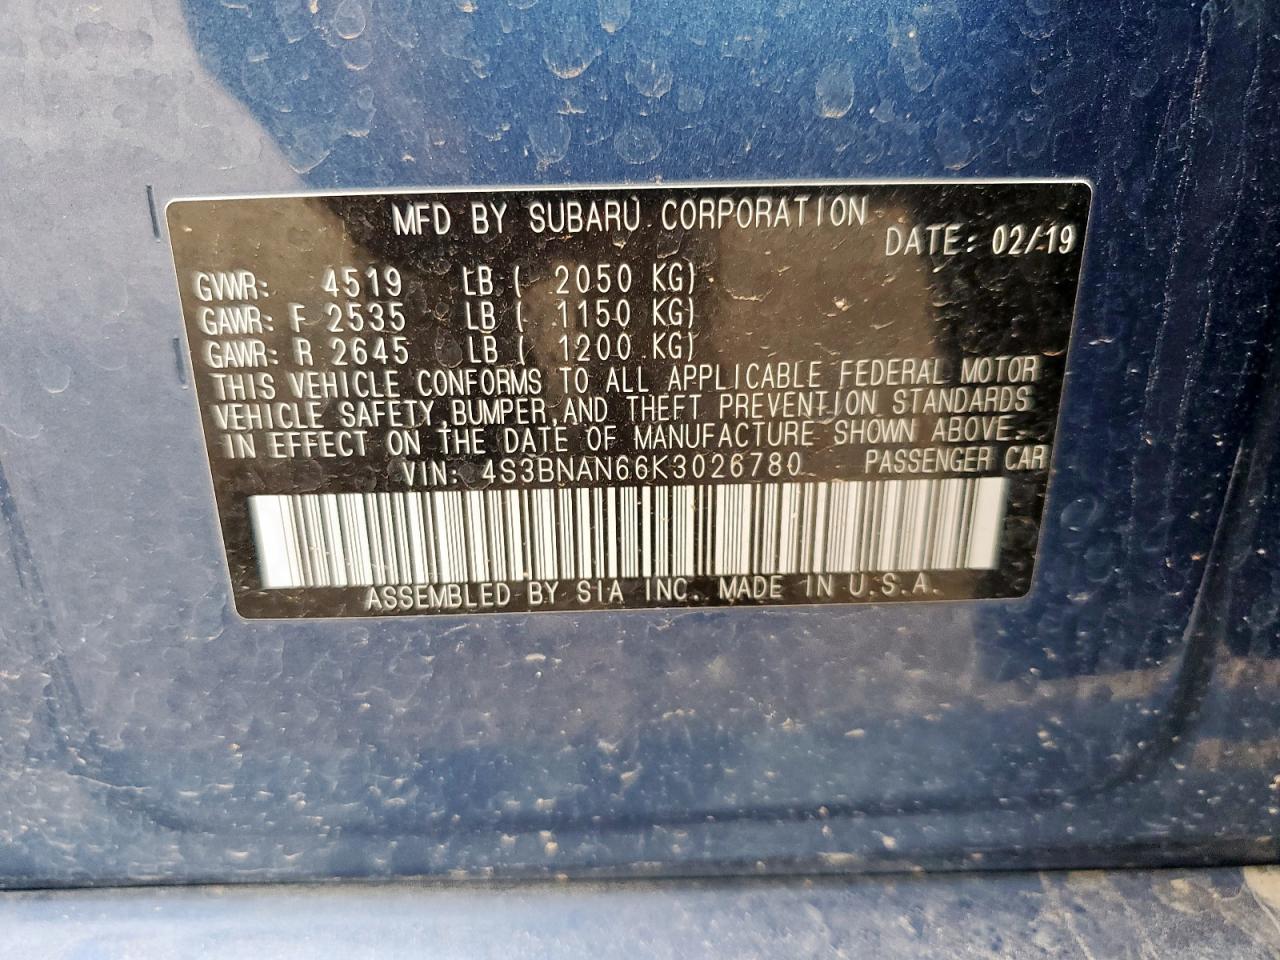 MFD BY SUBARU CORPORATION
DATE: 02/19
GVWR: 4519 LB ( 2050 KG)
GAWR: F 2535 LB ( 1150 KG)
GAWR: R 2645 LB ( 1200 KG)
THIS VEHICLE CONFORMS TO ALL APPLICABLE FEDERAL MOTOR
VEHICLE SAFETY,BUMPER,AND THEFT PREVENTION STANDARDS
IN EFFECT ON THE DATE OF MANUFACTURE SHOWN ABOVE.
VIN: 4S3BNAN66K3026780 PASSENGER CAR
ASSEMBLED BY SIA INC. MADE IN U.S.A.